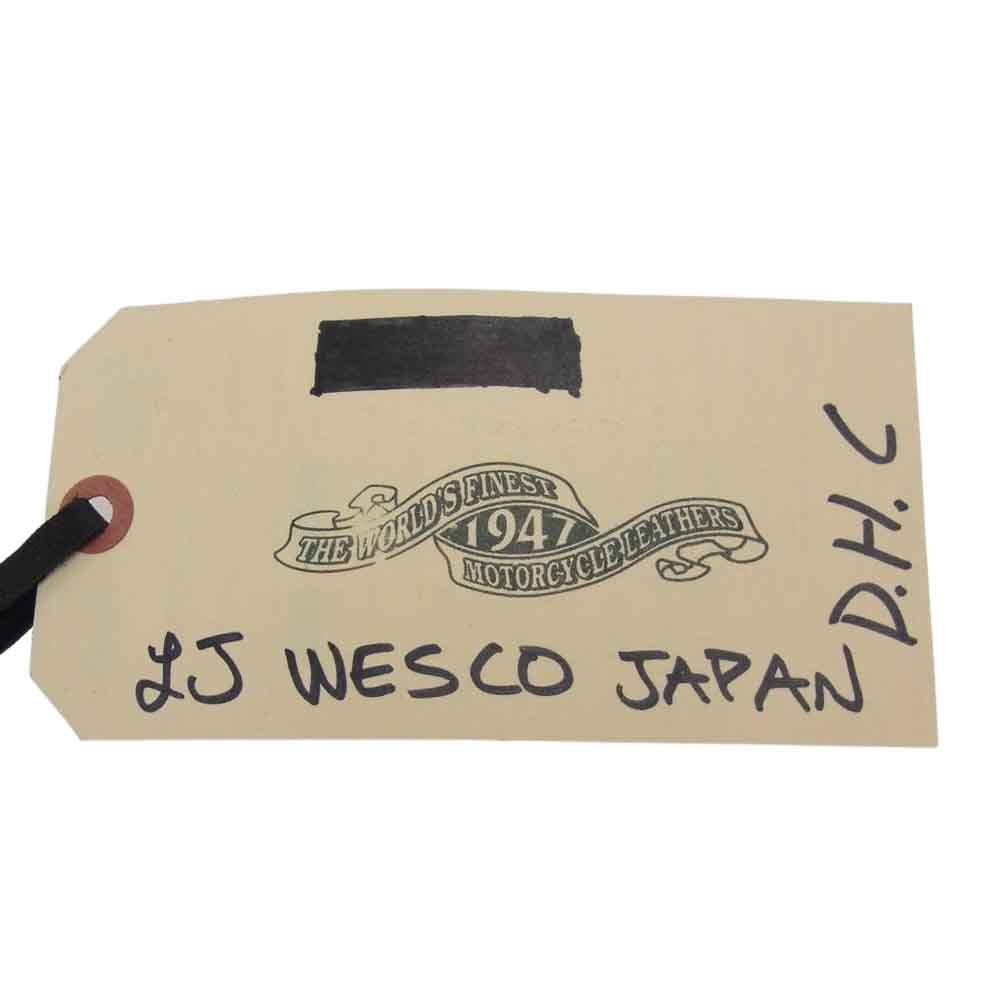 THE WORLD'S FINEST
1947
MOTORCYCLE LEATHERS
LJ WESCO JAPAN
D.H.C